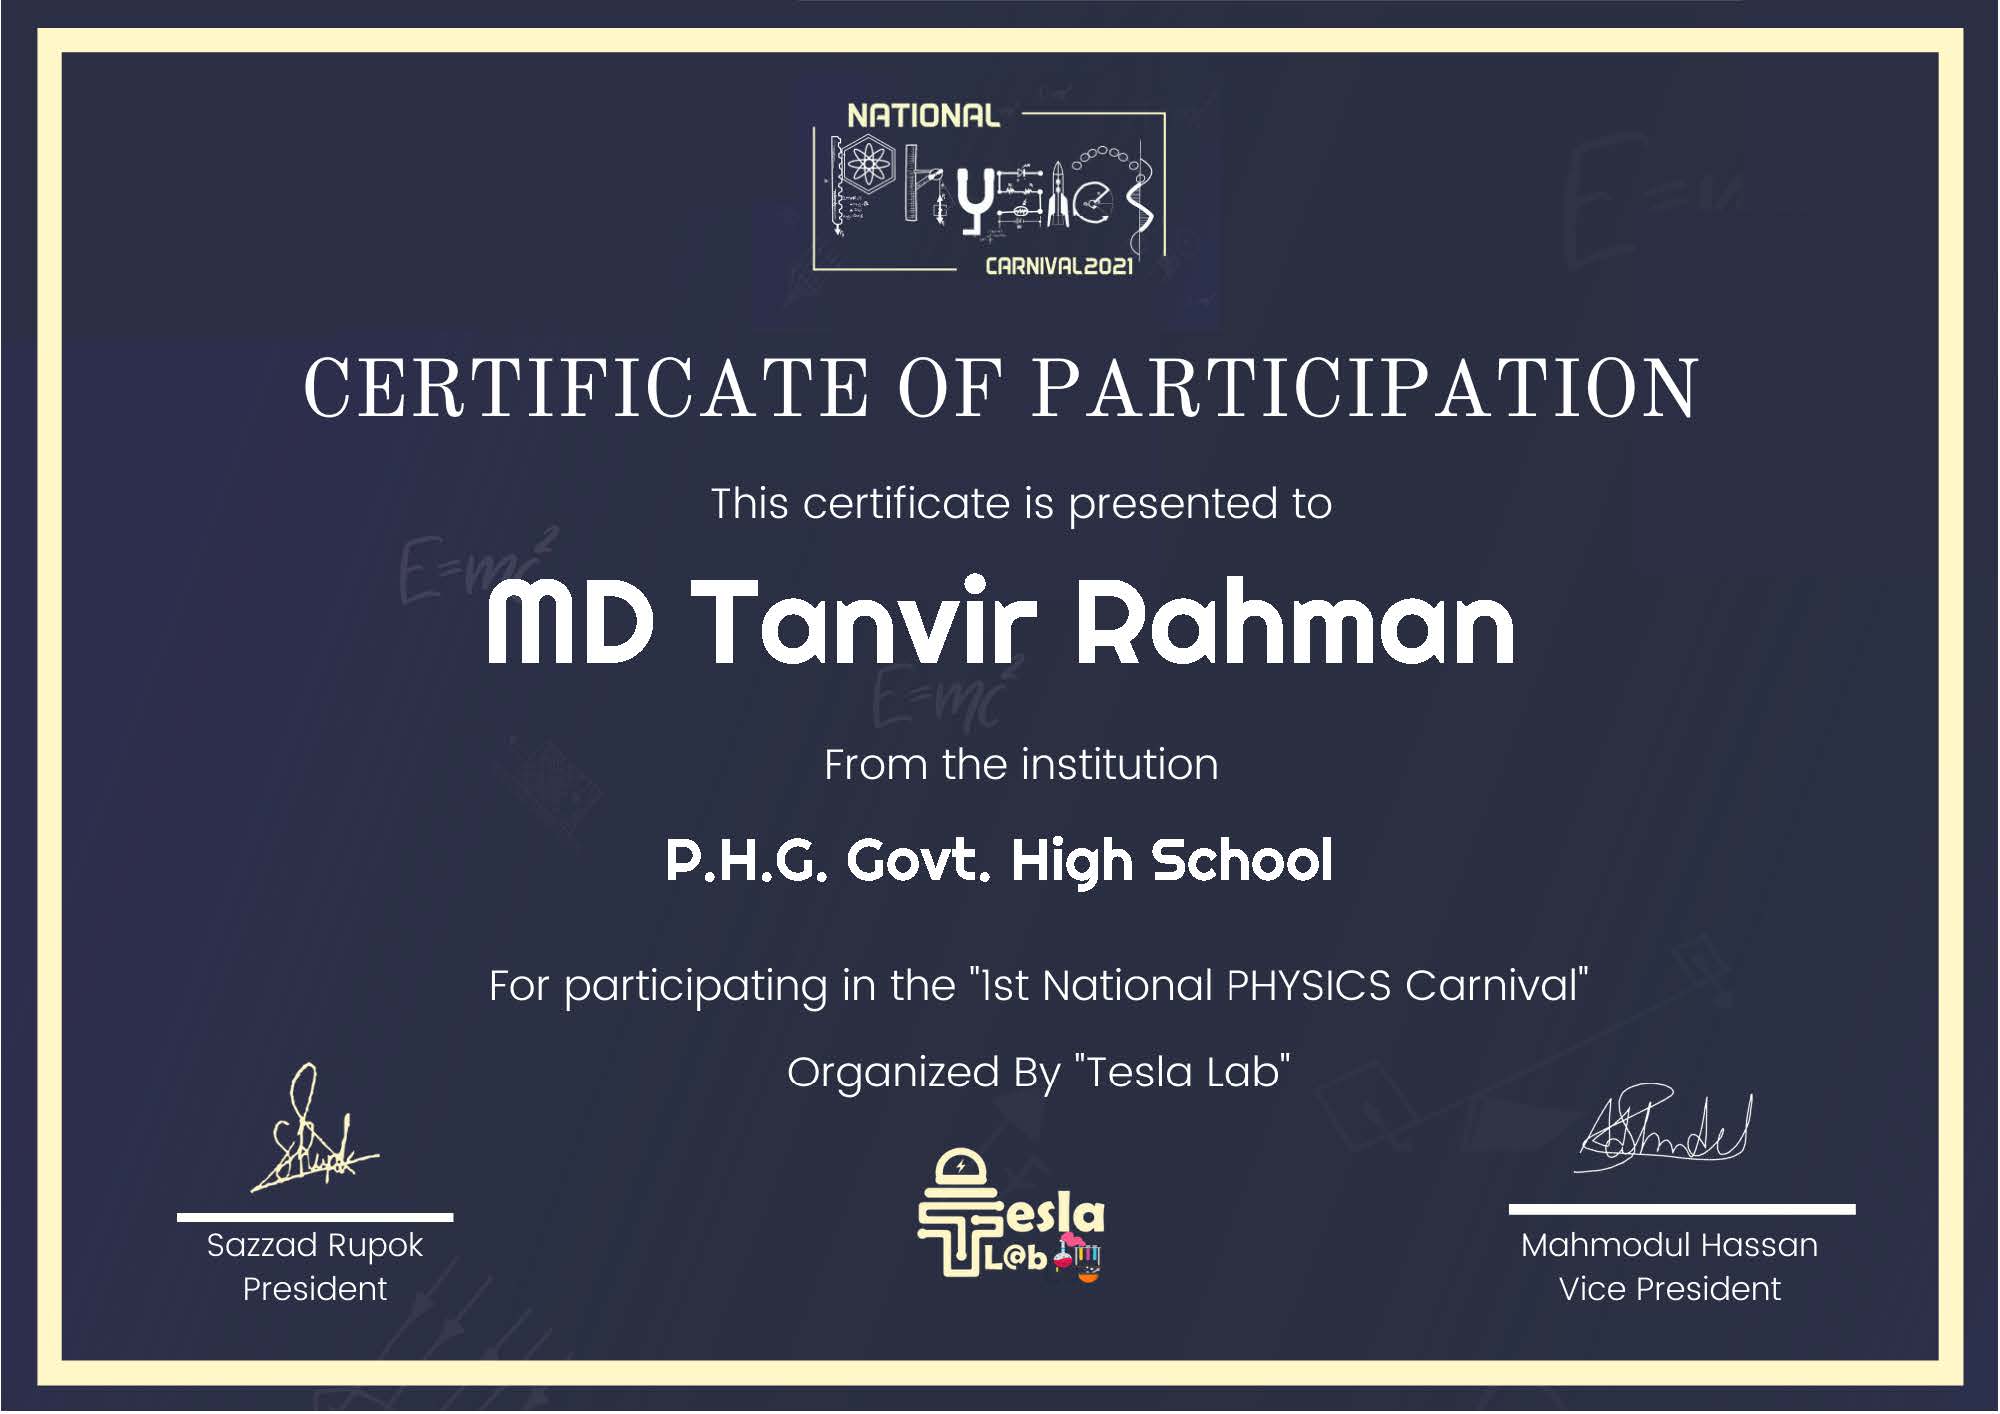 NATIONAL
Physics
CARNIVAL2021
CERTIFICATE OF PARTICIPATION
This certificate is presented to
E=mc²
MD Tanvir Rahman
E=mc²
From the institution
P.H.G. Govt. High School
For participating in the "1st National PHYSICS Carnival"
Organized By "Tesla Lab"
Tesla
L@b
Sazzad Rupok
President
Mahmodul Hassan
Vice President